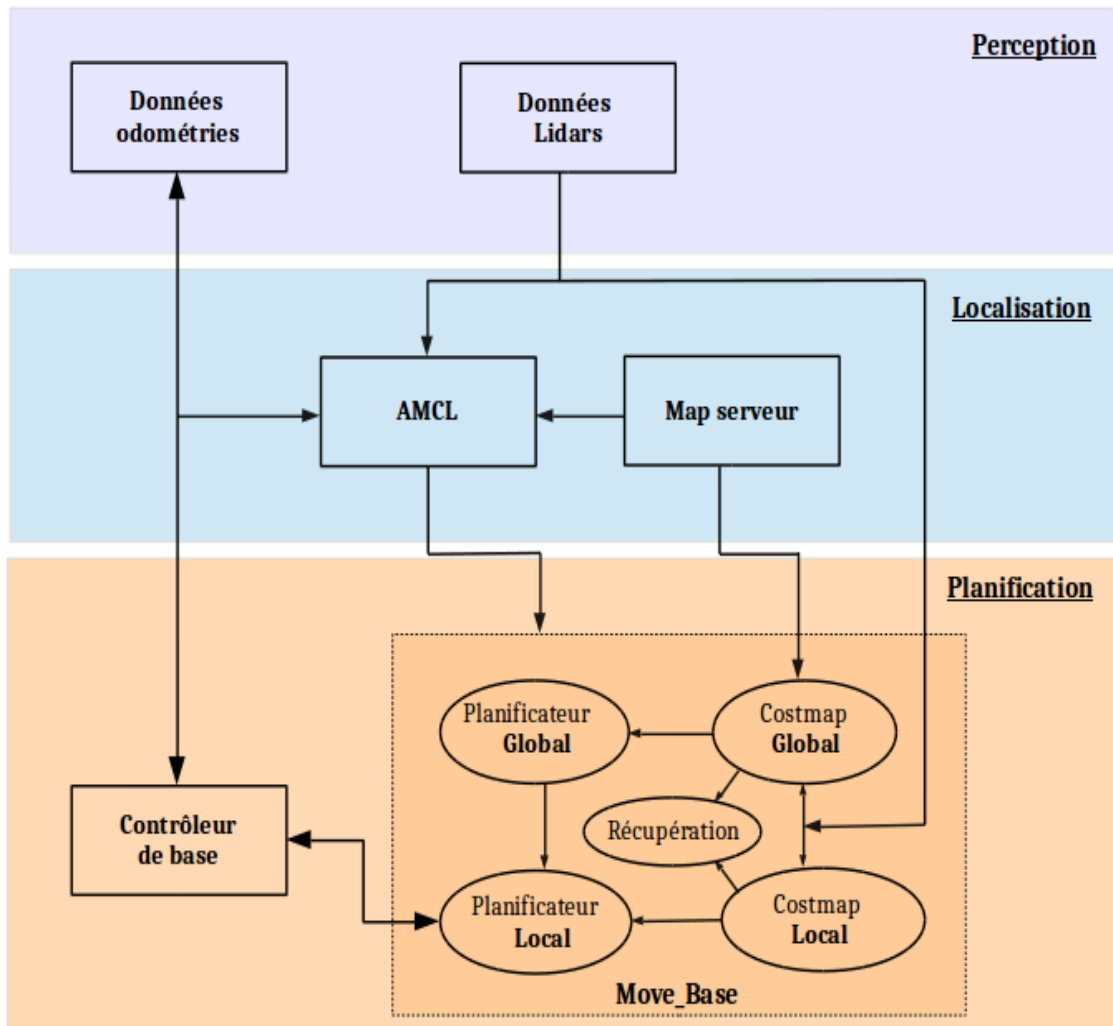 Perception
Données
odométries
Données
Lidars
Localisation
AMCL
Map serveur
Planification
Planificateur
Global
Costmap
Global
Récupération
Contrôleur
de base
Planificateur
Local
Costmap
Local
Move_Base